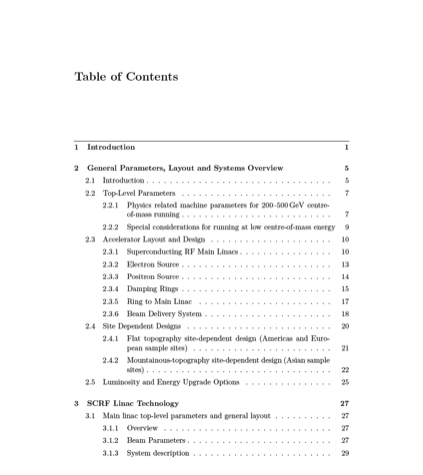 Table of Contents
1 Introduction 1
2 General Parameters, Layout and Systems Overview 5
2.1 Introduction . . . . . . . . . . . . . . . . . . . . . . . . . . . . . . 5
2.2 Top-Level Parameters . . . . . . . . . . . . . . . . . . . . . . . . . 7
2.2.1 Physics related machine parameters for 200–500 GeV centre-
of-mass running . . . . . . . . . . . . . . . . . . . . . . . . . 7
2.2.2 Special considerations for running at low centre-of-mass energy 9
2.3 Accelerator Layout and Design . . . . . . . . . . . . . . . . . . . . 10
2.3.1 Superconducting RF Main Linacs . . . . . . . . . . . . . . . 10
2.3.2 Electron Source . . . . . . . . . . . . . . . . . . . . . . . . . 13
2.3.3 Positron Source . . . . . . . . . . . . . . . . . . . . . . . . . 14
2.3.4 Damping Rings . . . . . . . . . . . . . . . . . . . . . . . . . 15
2.3.5 Ring to Main Linac . . . . . . . . . . . . . . . . . . . . . . 17
2.3.6 Beam Delivery System . . . . . . . . . . . . . . . . . . . . . 18
2.4 Site Dependent Designs . . . . . . . . . . . . . . . . . . . . . . . . 20
2.4.1 Flat topography site-dependent design (Americas and Euro-
pean sample sites) . . . . . . . . . . . . . . . . . . . . . . . 21
2.4.2 Mountainous-topography site-dependent design (Asian sample
sites) . . . . . . . . . . . . . . . . . . . . . . . . . . . . . . 22
2.5 Luminosity and Energy Upgrade Options . . . . . . . . . . . . . . 25
3 SCRF Linac Technology 27
3.1 Main linac top-level parameters and general layout . . . . . . . . . 27
3.1.1 Overview . . . . . . . . . . . . . . . . . . . . . . . . . . . . 27
3.1.2 Beam Parameters . . . . . . . . . . . . . . . . . . . . . . . . 27
3.1.3 System description . . . . . . . . . . . . . . . . . . . . . . . 29